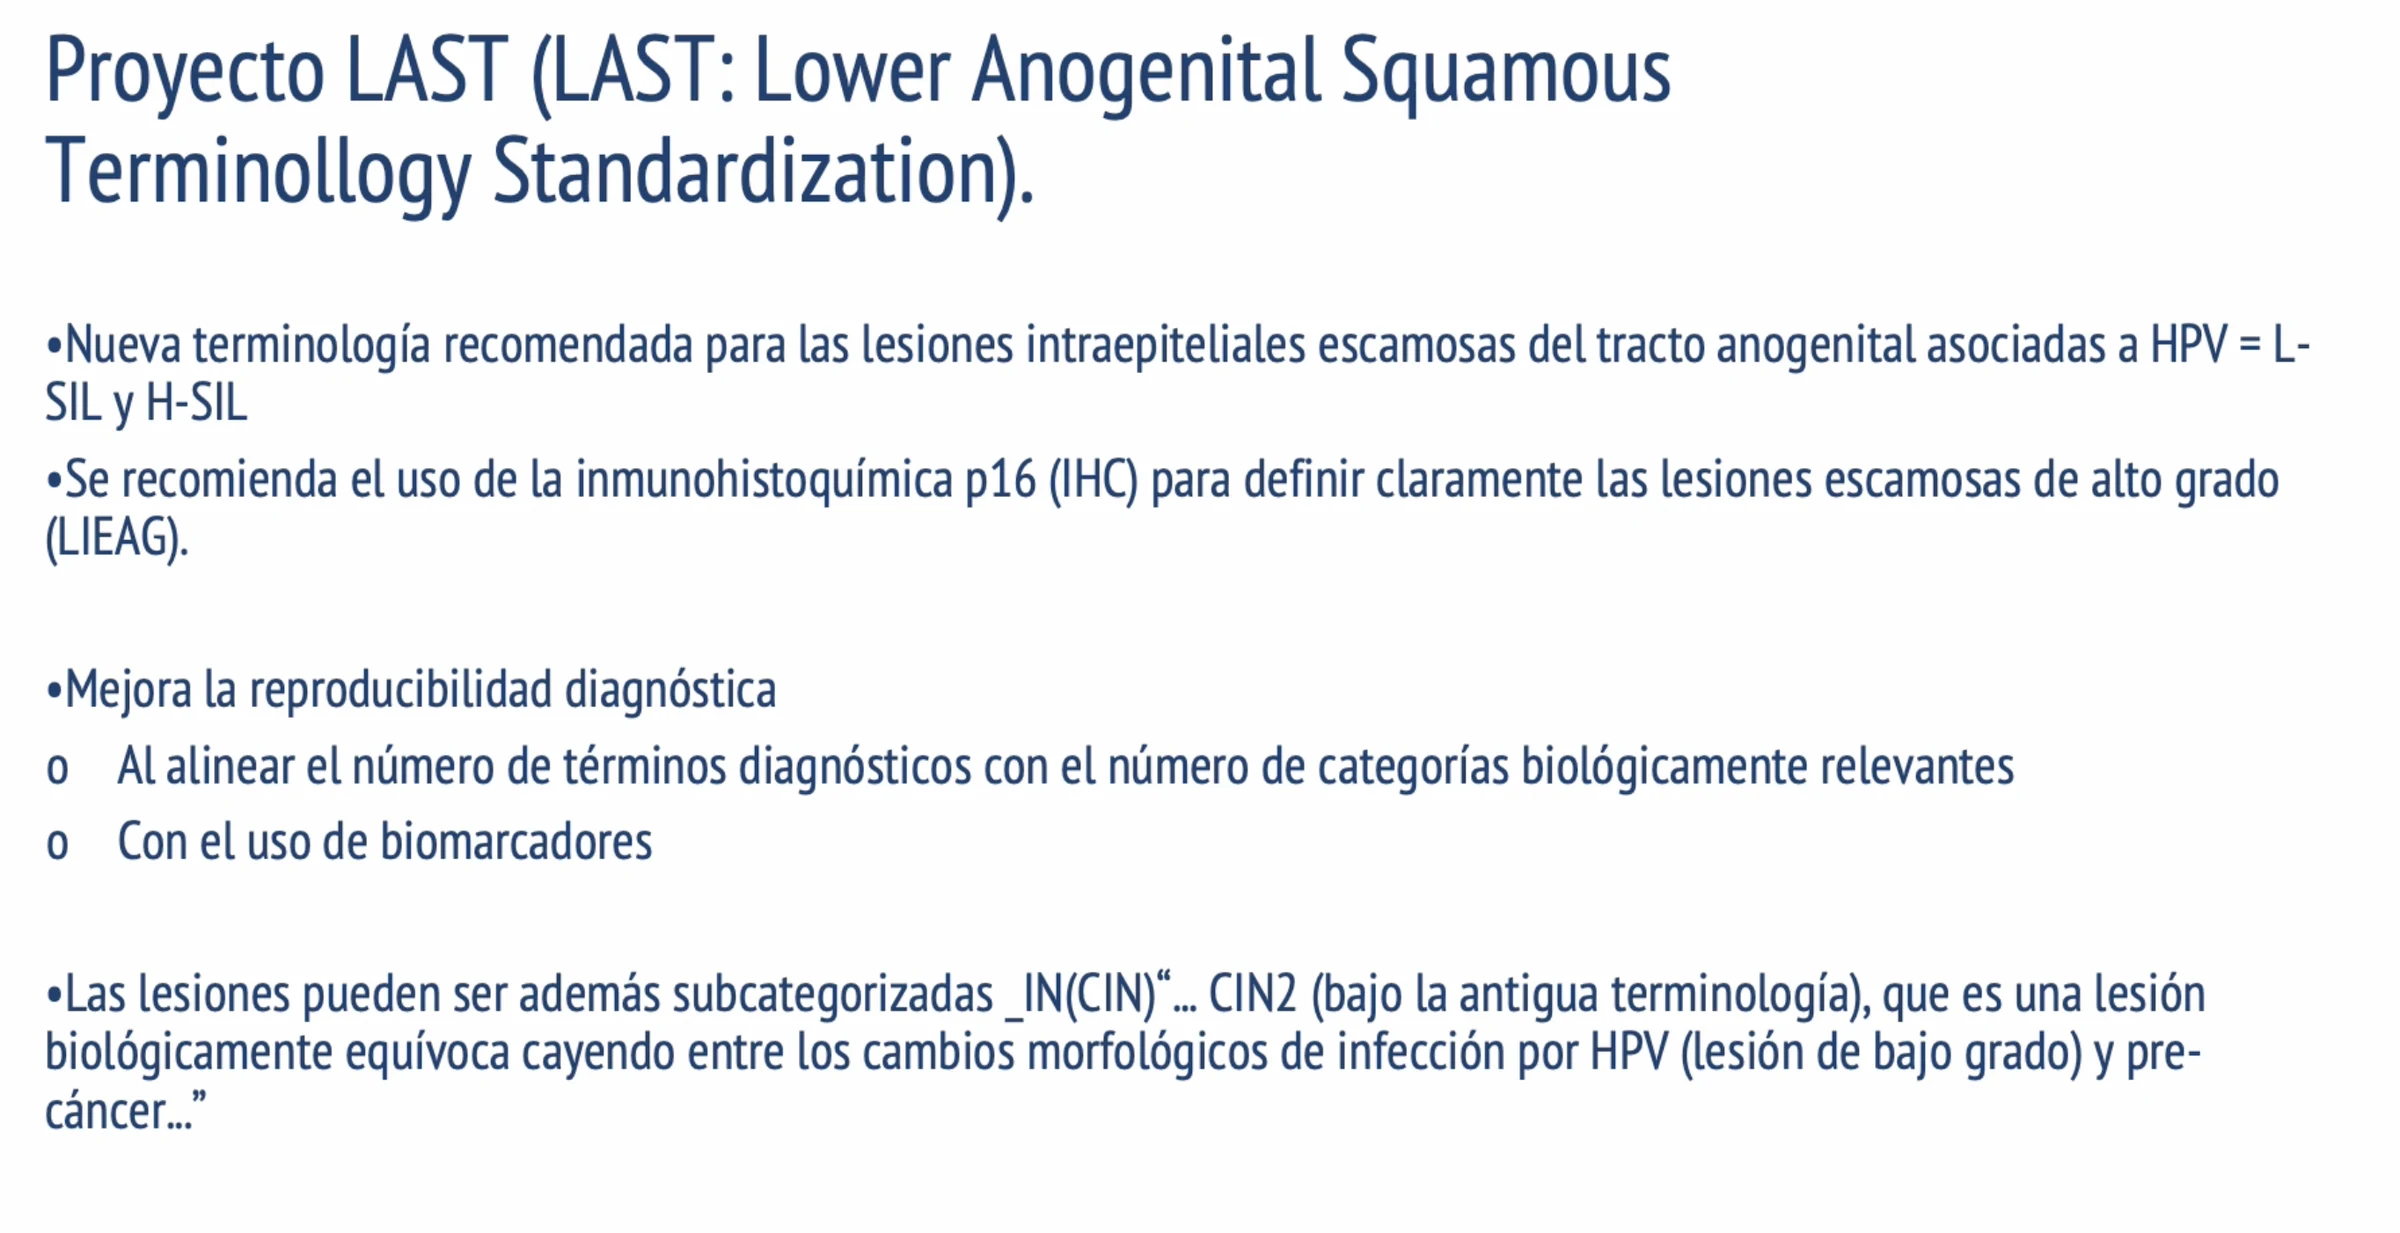 Proyecto LAST (LAST: Lower Anogenital Squamous
Terminollogy Standardization).
•Nueva terminología recomendada para las lesiones intraepiteliales escamosas del tracto anogenital asociadas a HPV = L-
SIL y H-SIL
•Se recomienda el uso de la inmunohistoquímica p16 (IHC) para definir claramente las lesiones escamosas de alto grado
(LIEAG).
•Mejora la reproducibilidad diagnóstica
o Al alinear el número de términos diagnósticos con el número de categorías biológicamente relevantes
o Con el uso de biomarcadores
•Las lesiones pueden ser además subcategorizadas _IN(CIN)“... CIN2 (bajo la antigua terminología), que es una lesión
biológicamente equívoca cayendo entre los cambios morfológicos de infección por HPV (lesión de bajo grado) y pre-
cáncer...”